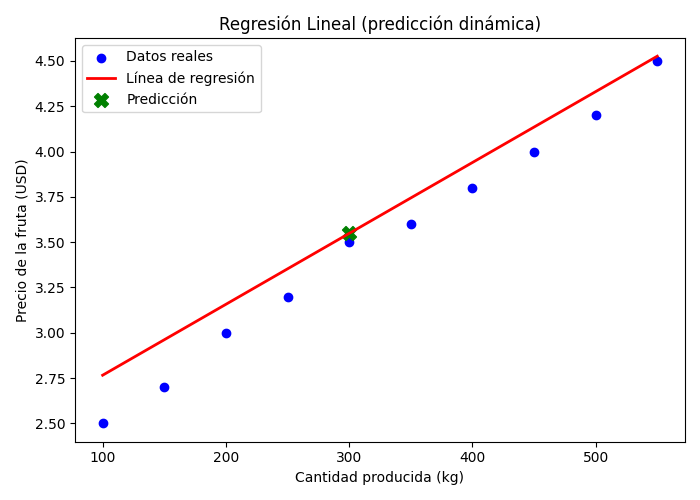 Regresión Lineal (predicción dinámica)
Datos reales
Línea de regresión
Predicción
Precio de la fruta (USD)
4.50
4.25
4.00
3.75
3.50
3.25
3.00
2.75
2.50
100 200 300 400 500
Cantidad producida (kg)